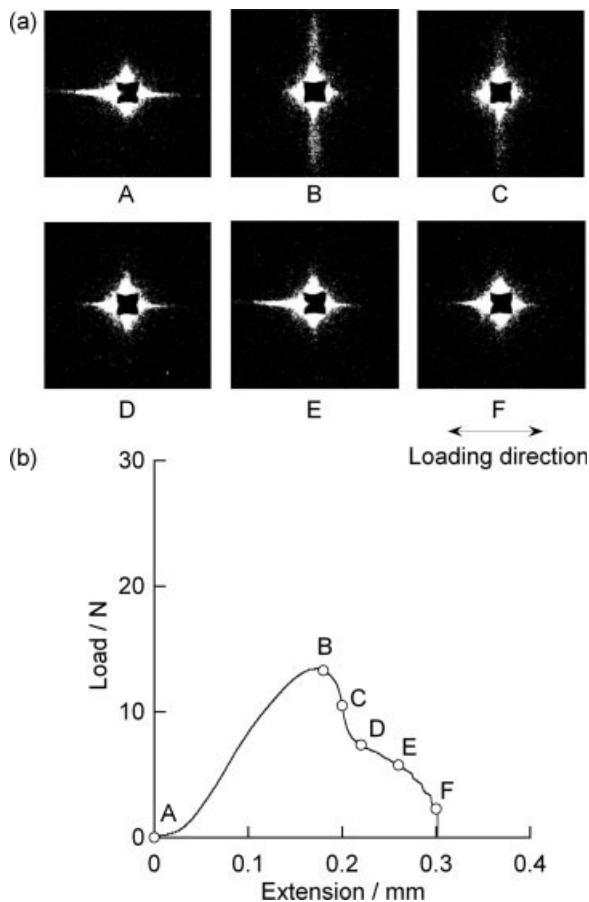 (a)
A B C
D E F
Loading direction
(b)
30
20
10
0
Load / N
A
B
C
D
E
F
0 0.1 0.2 0.3 0.4
Extension / mm